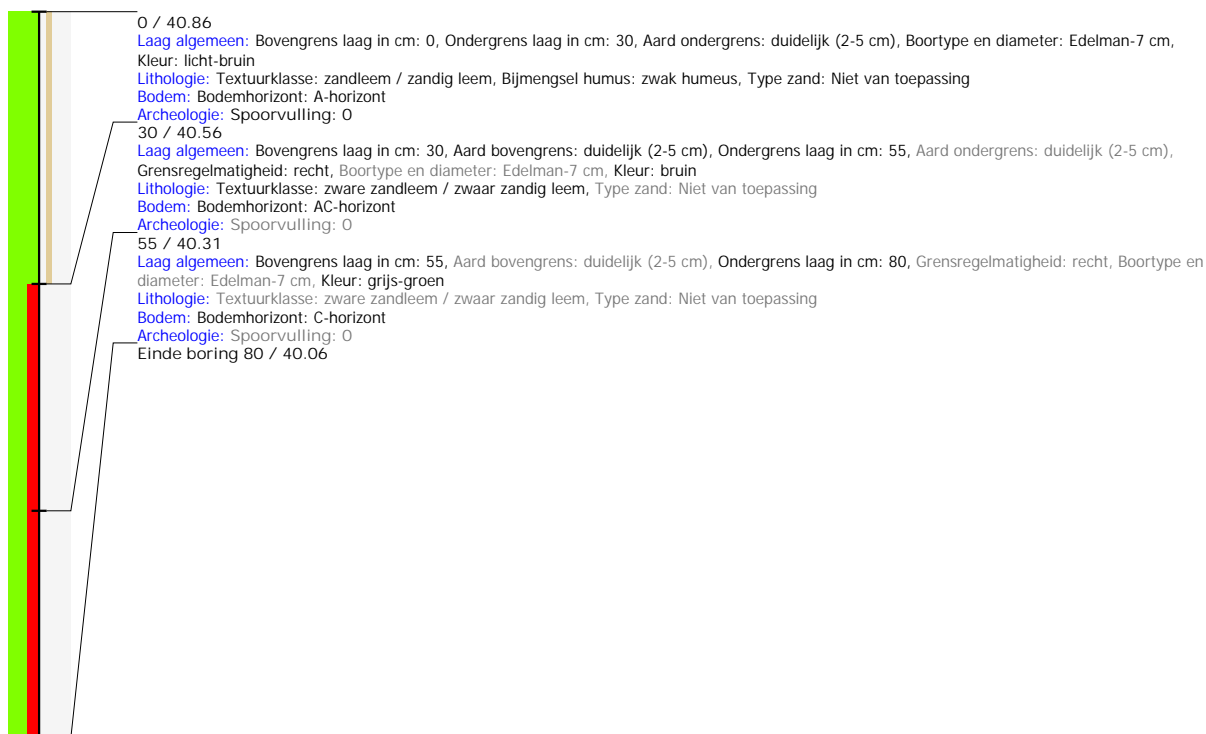 0 / 40.86
Laag algemeen: Bovengrens laag in cm: 0, Ondergrens laag in cm: 30, Aard ondergrens: duidelijk (2-5 cm), Boortype en diameter: Edelman-7 cm,
Kleur: licht-bruin
Lithologie: Textuurklasse: zandleem / zandig leem, Bijmengsel humus: zwak humeus, Type zand: Niet van toepassing
Bodem: Bodemhorizont: A-horizont
Archeologie: Spoorvulling: 0
30 / 40.56
Laag algemeen: Bovengrens laag in cm: 30, Aard bovengrens: duidelijk (2-5 cm), Ondergrens laag in cm: 55, Aard ondergrens: duidelijk (2-5 cm),
Grensregelmatigheid: recht, Boortype en diameter: Edelman-7 cm, Kleur: bruin
Lithologie: Textuurklasse: zware zandleem / zwaar zandig leem, Type zand: Niet van toepassing
Bodem: Bodemhorizont: AC-horizont
Archeologie: Spoorvulling: 0
55 / 40.31
Laag algemeen: Bovengrens laag in cm: 55, Aard bovengrens: duidelijk (2-5 cm), Ondergrens laag in cm: 80, Grensregelmatigheid: recht, Boortype en
diameter: Edelman-7 cm, Kleur: grijs-groen
Lithologie: Textuurklasse: zware zandleem / zwaar zandig leem, Type zand: Niet van toepassing
Bodem: Bodemhorizont: C-horizont
Archeologie: Spoorvulling: 0
Einde boring 80 / 40.06